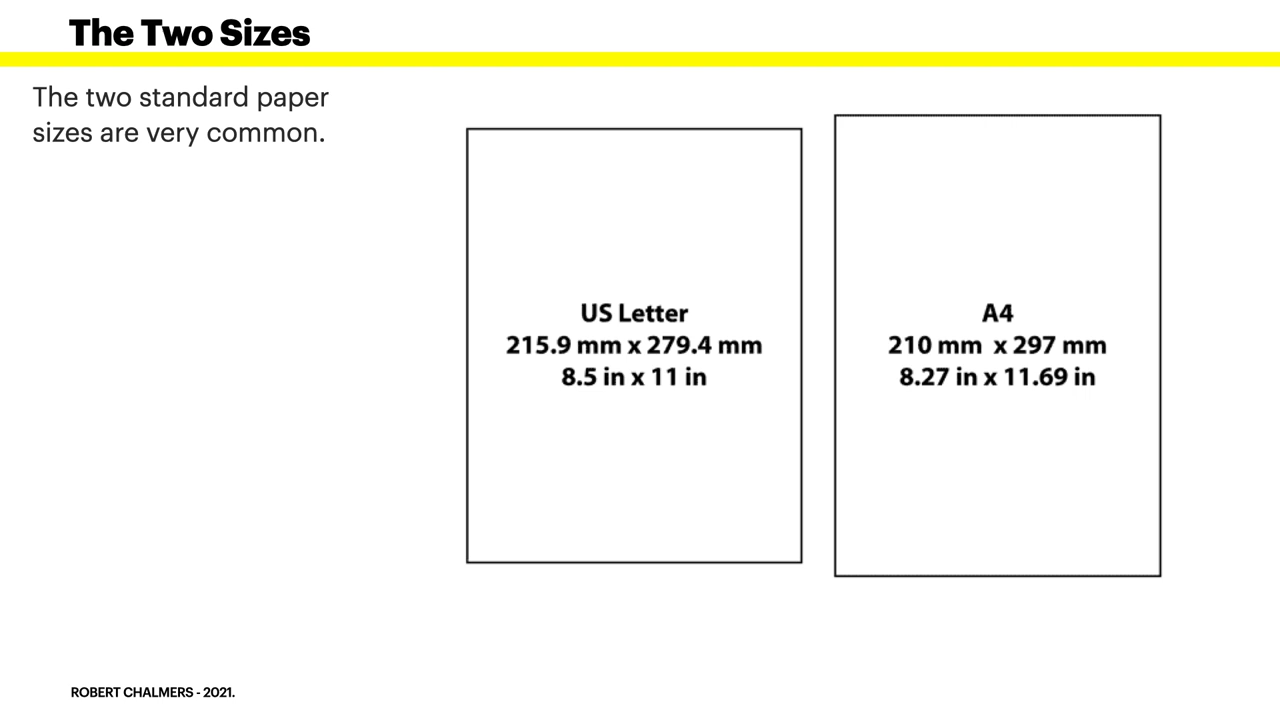 The Two Sizes
The two standard paper
sizes are very common.
US Letter
215.9 mm x 279.4 mm
8.5 in x 11 in
A4
210 mm  x 297 mm
8.27 in x 11.69 in
ROBERT CHALMERS - 2021.